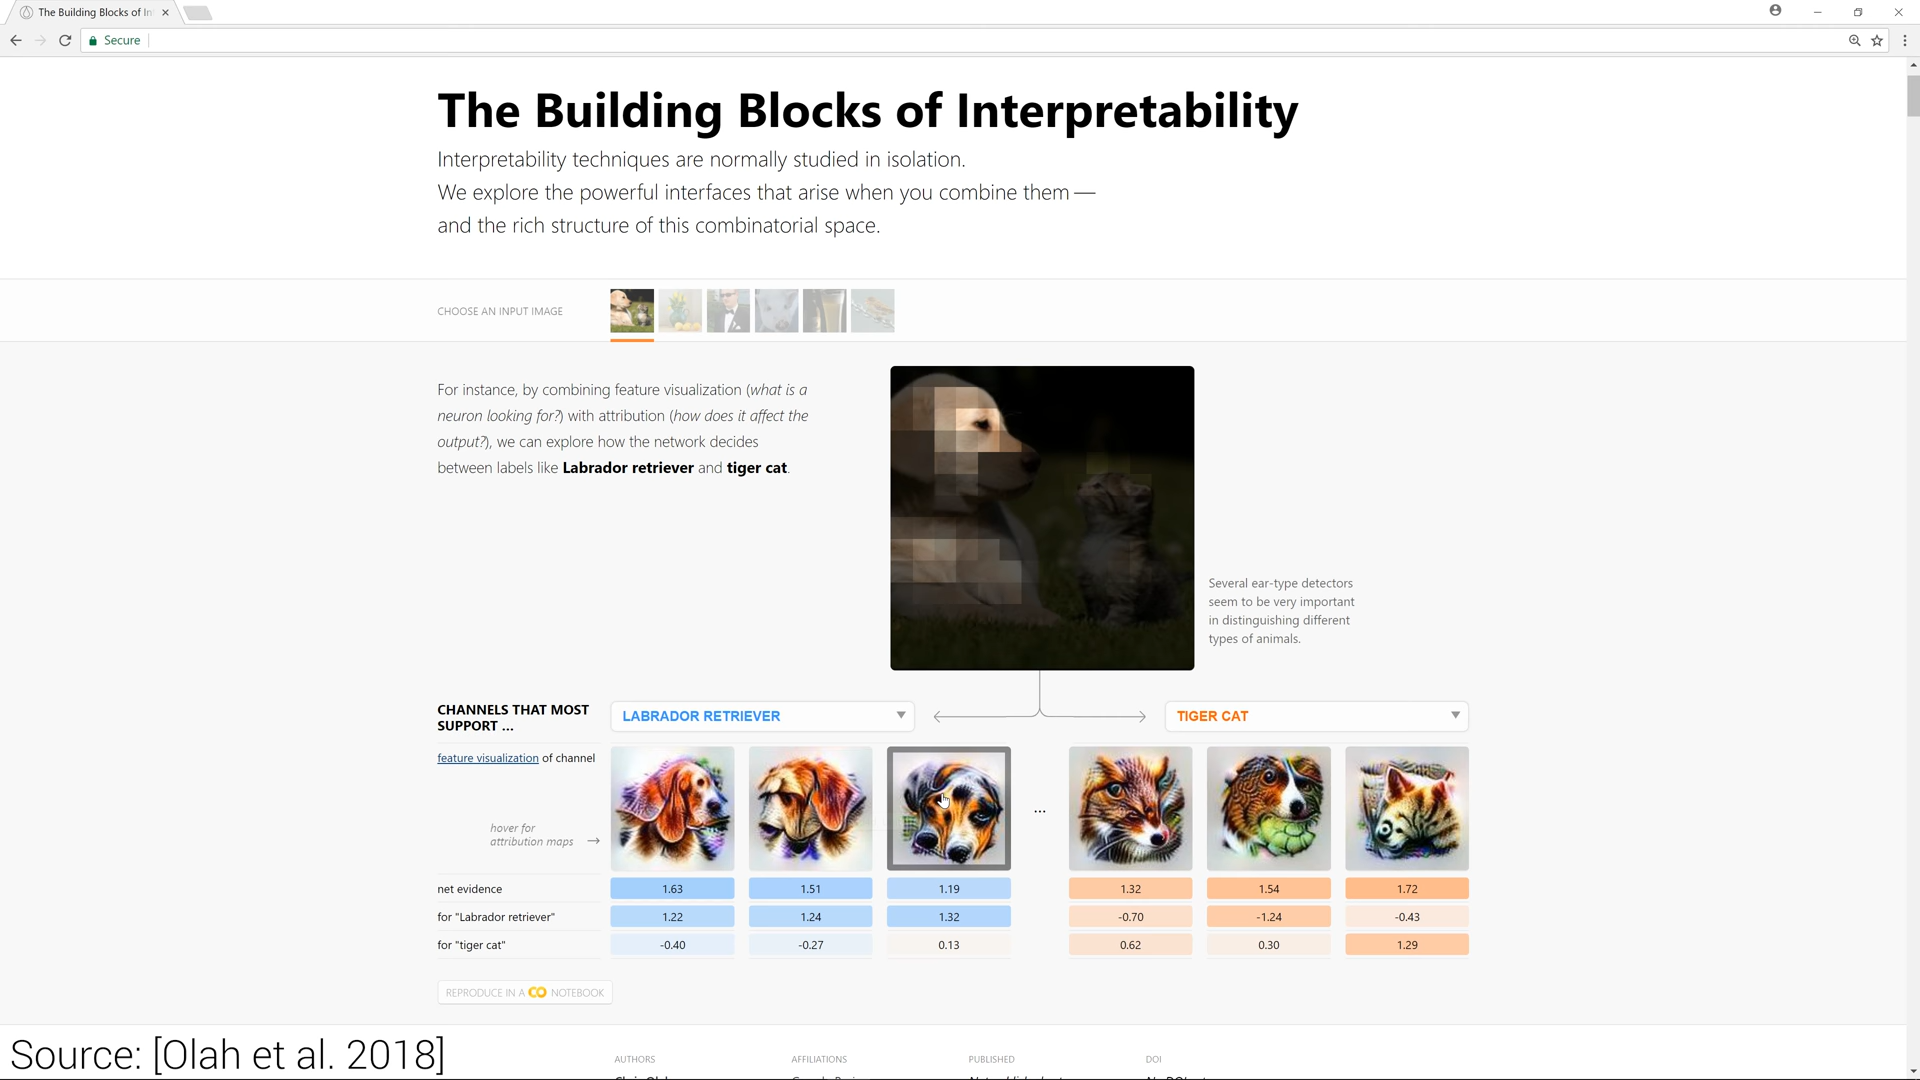 The Building Blocks of In
Secure
The Building Blocks of Interpretability
Interpretability techniques are normally studied in isolation.
We explore the powerful interfaces that arise when you combine them —
and the rich structure of this combinatorial space.
CHOOSE AN INPUT IMAGE
For instance, by combining feature visualization (what is a
neuron looking for?) with attribution (how does it affect the
output?), we can explore how the network decides
between labels like Labrador retriever and tiger cat.
Several ear-type detectors
seem to be very important
in distinguishing different
types of animals.
CHANNELS THAT MOST
SUPPORT ...
LABRADOR RETRIEVER
TIGER CAT
feature visualization of channel
hover for
attribution maps →
...
net evidence 1.63 1.51 1.19 1.32 1.54 1.72
for "Labrador retriever" 1.22 1.24 1.32 -0.70 -1.24 -0.43
for "tiger cat" -0.40 -0.27 0.13 0.62 0.30 1.29
REPRODUCE IN A CO NOTEBOOK
Source: [Olah et al. 2018]
AUTHORS AFFILIATIONS PUBLISHED DOI